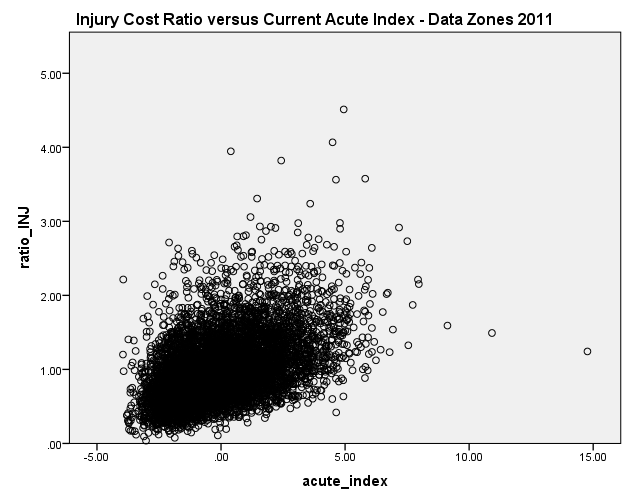 Injury Cost Ratio versus Current Acute Index - Data Zones 2011
5.00
4.00
3.00
2.00
1.00
.00
ratio_INJ
-5.00 .00 5.00 10.00 15.00
acute_index